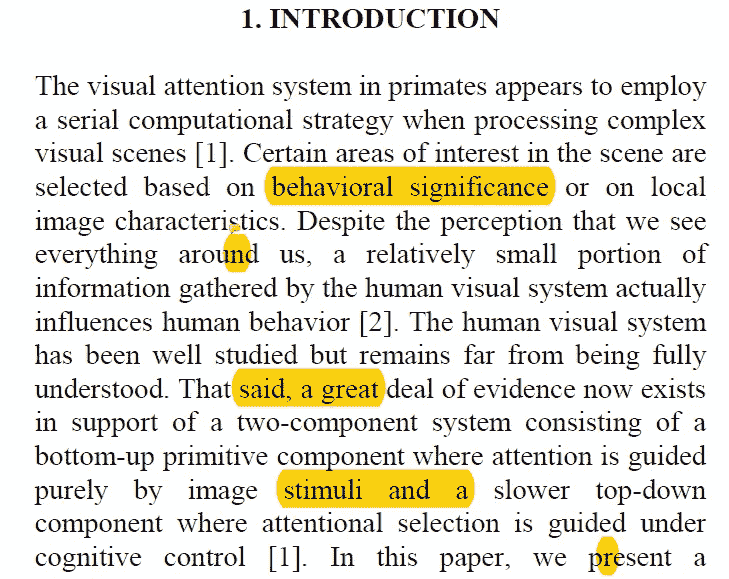 1. INTRODUCTION
The visual attention system in primates appears to employ
a serial computational strategy when processing complex
visual scenes [1]. Certain areas of interest in the scene are
selected based on behavioral significance or on local
image characteristics. Despite the perception that we see
everything around us, a relatively small portion of
information gathered by the human visual system actually
influences human behavior [2]. The human visual system
has been well studied but remains far from being fully
understood. That said, a great deal of evidence now exists
in support of a two-component system consisting of a
bottom-up primitive component where attention is guided
purely by image stimuli and a slower top-down
component where attentional selection is guided under
cognitive control [1]. In this paper, we present a